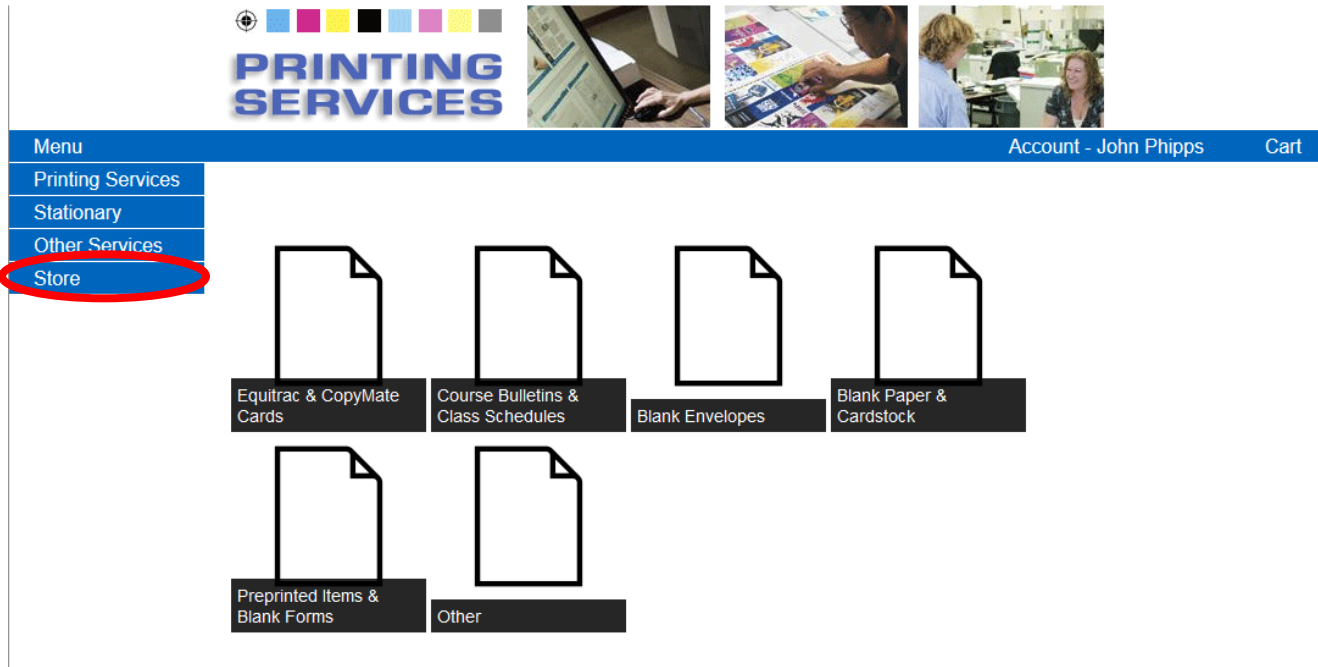 PRINTING
SERVICES
Menu
Account - John Phipps
Cart
Printing Services
Stationary
Other Services
Store
Equitrac & CopyMate
Cards
Course Bulletins &
Class Schedules
Blank Envelopes
Blank Paper &
Cardstock
Preprinted Items &
Blank Forms
Other